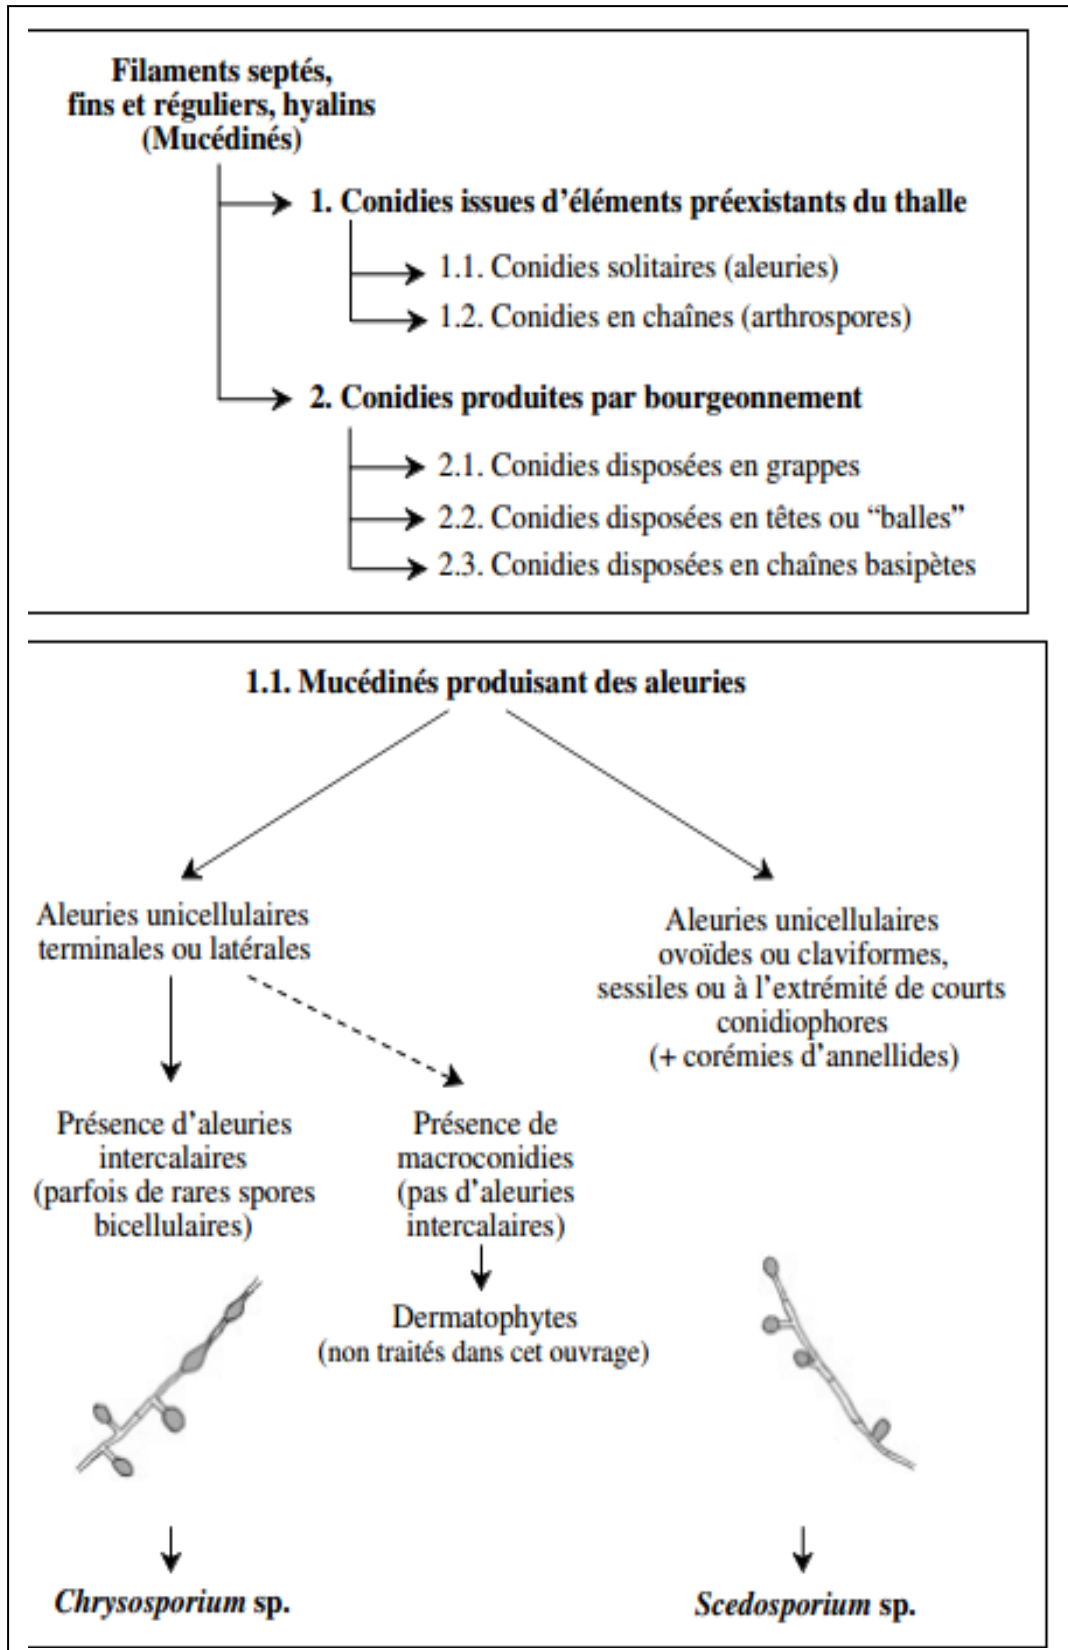 Filaments septés,
fins et réguliers, hyalins
(Mucédinés)
1. Conidies issues d'éléments préexistants du thalle
1.1. Conidies solitaires (aleuries)
1.2. Conidies en chaînes (arthrospores)
2. Conidies produites par bourgeonnement
2.1. Conidies disposées en grappes
2.2. Conidies disposées en têtes ou “balles”
2.3. Conidies disposées en chaînes basipètes
1.1. Mucédinés produisant des aleuries
Aleuries unicellulaires
terminales ou latérales
Aleuries unicellulaires
ovoïdes ou claviformes,
sessiles ou à l'extrémité de courts
conidiophores
(+ corémies d'annellides)
Présence d'aleuries
intercalaires
(parfois de rares spores
bicellulaires)
Présence de
macroconidies
(pas d'aleuries
intercalaires)
Dermatophytes
(non traités dans cet ouvrage)
Chrysosporium sp.
Scedosporium sp.